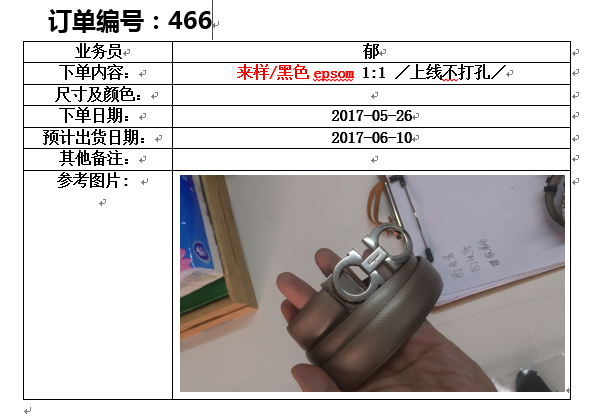 订单编号：466
业务员 郁
下单内容： 来样/黑色 epsom 1:1 ／上线不打孔／
尺寸及颜色：
下单日期： 2017-05-26
预计出货日期： 2017-06-10
其他备注：
参考图片：